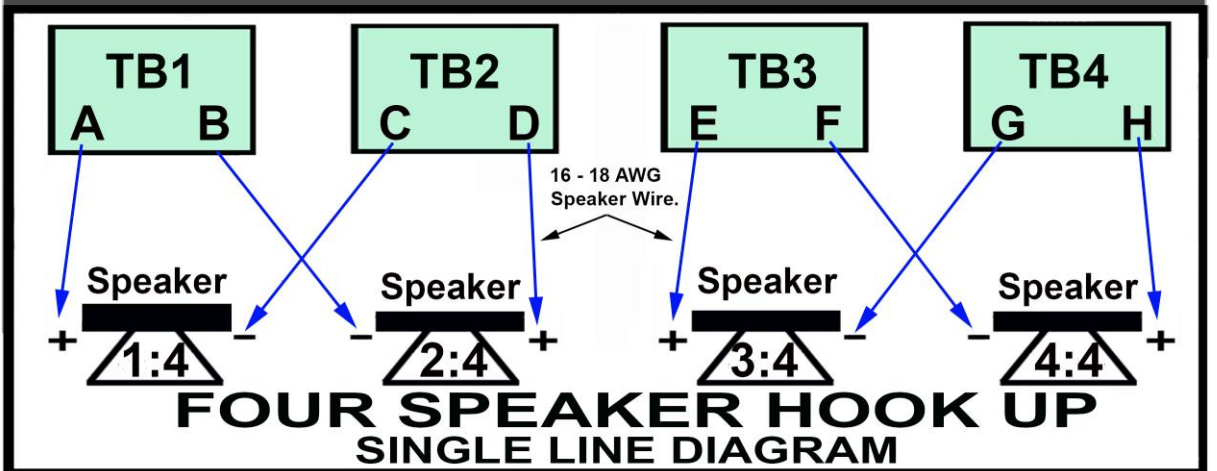 TB1 TB2 TB3 TB4
A B C D E F G H
16 - 18 AWG
Speaker Wire.
Speaker Speaker Speaker Speaker
+ - - + + - - +
1:4 2:4 3:4 4:4
FOUR SPEAKER HOOK UP
SINGLE LINE DIAGRAM